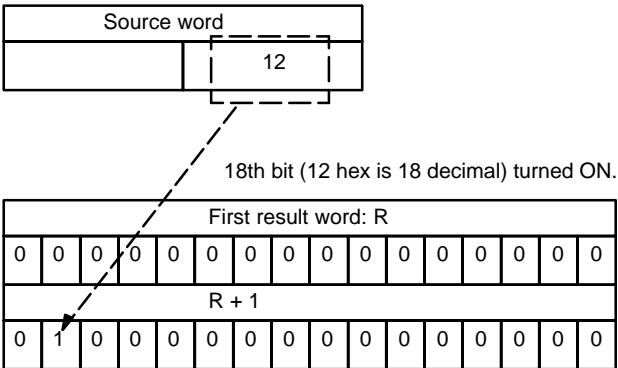 Source word
12
18th bit (12 hex is 18 decimal) turned ON.
First result word: R
0 0 0 0 0 0 0 0 0 0 0 0 0 0 0 0
R + 1
0 1 0 0 0 0 0 0 0 0 0 0 0 0 0 0